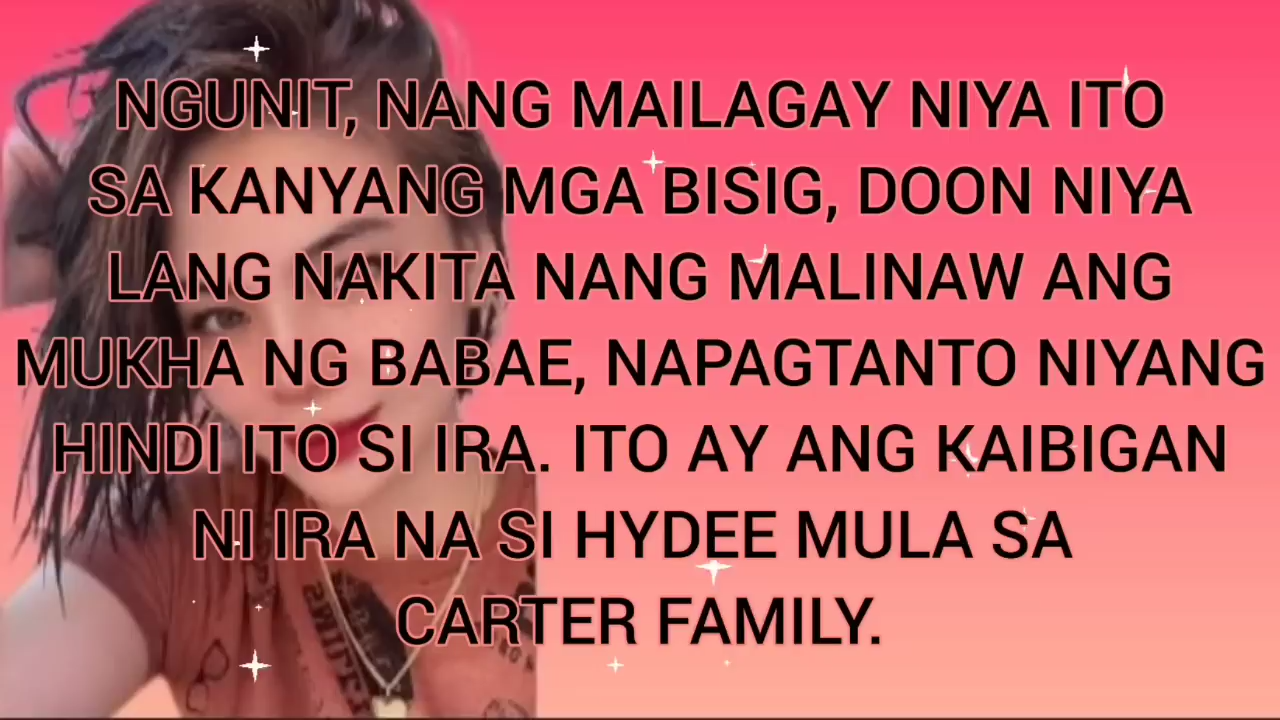 NGUNIT, NANG MAILAGAY NIYA ITO
SA KANYANG MGA BISIG, DOON NIYA
LANG NAKITA NANG MALINAW ANG
MUKHA NG BABAE, NAPAGTANTO NIYANG
HINDI ITO SI IRA. ITO AY ANG KAIBIGAN
NI IRA NA SI HYDEE MULA SA
CARTER FAMILY.